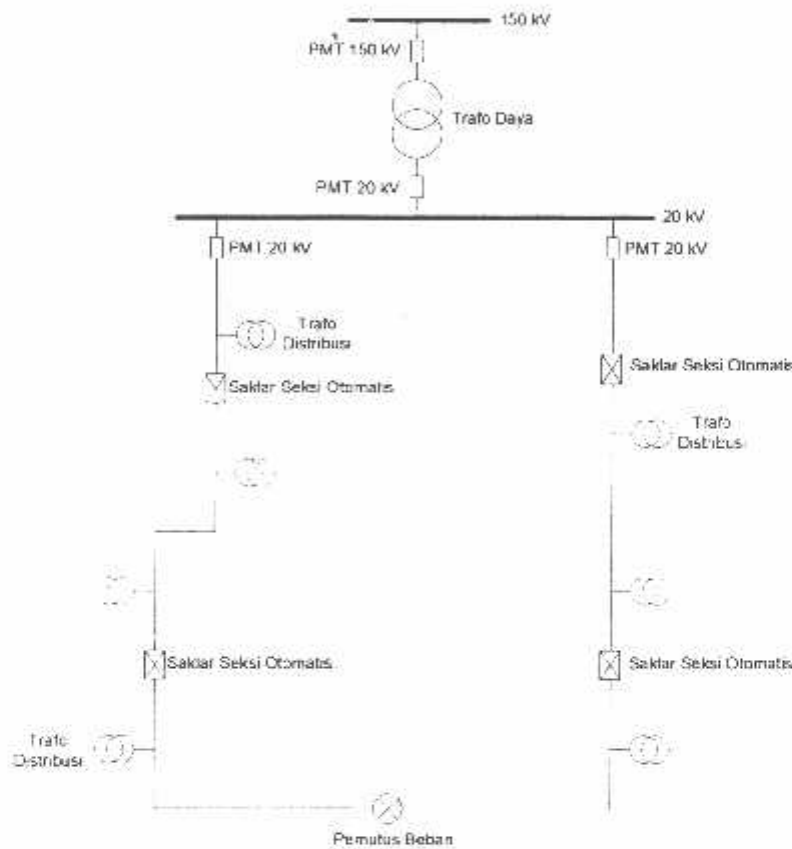 150 kV
PMT 150 kV
Trafo Daya
PMT 20 kV
20 kV
PMT 20 kV
PMT 20 kV
Trafo
Distribusi
Saklar Seksi Otomatis
Saklar Seksi Otomatis
Trafo
Distribusi
Saklar Seksi Otomatis
Saklar Seksi Otomatis
Trafo
Distribusi
Pemutus Beban